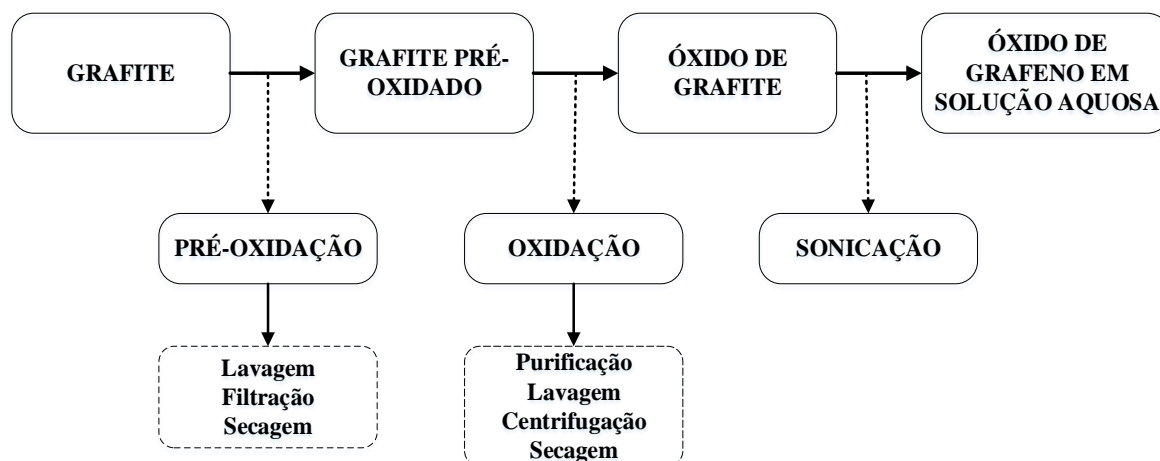 GRAFITE
GRAFITE PRÉ-
OXIDADO
ÓXIDO DE
GRAFITE
ÓXIDO DE
GRAFENO EM
SOLUÇÃO AQUOSA
PRÉ-OXIDAÇÃO
OXIDAÇÃO
SONICAÇÃO
Lavagem
Filtração
Secagem
Purificação
Lavagem
Centrifugação
Secagem